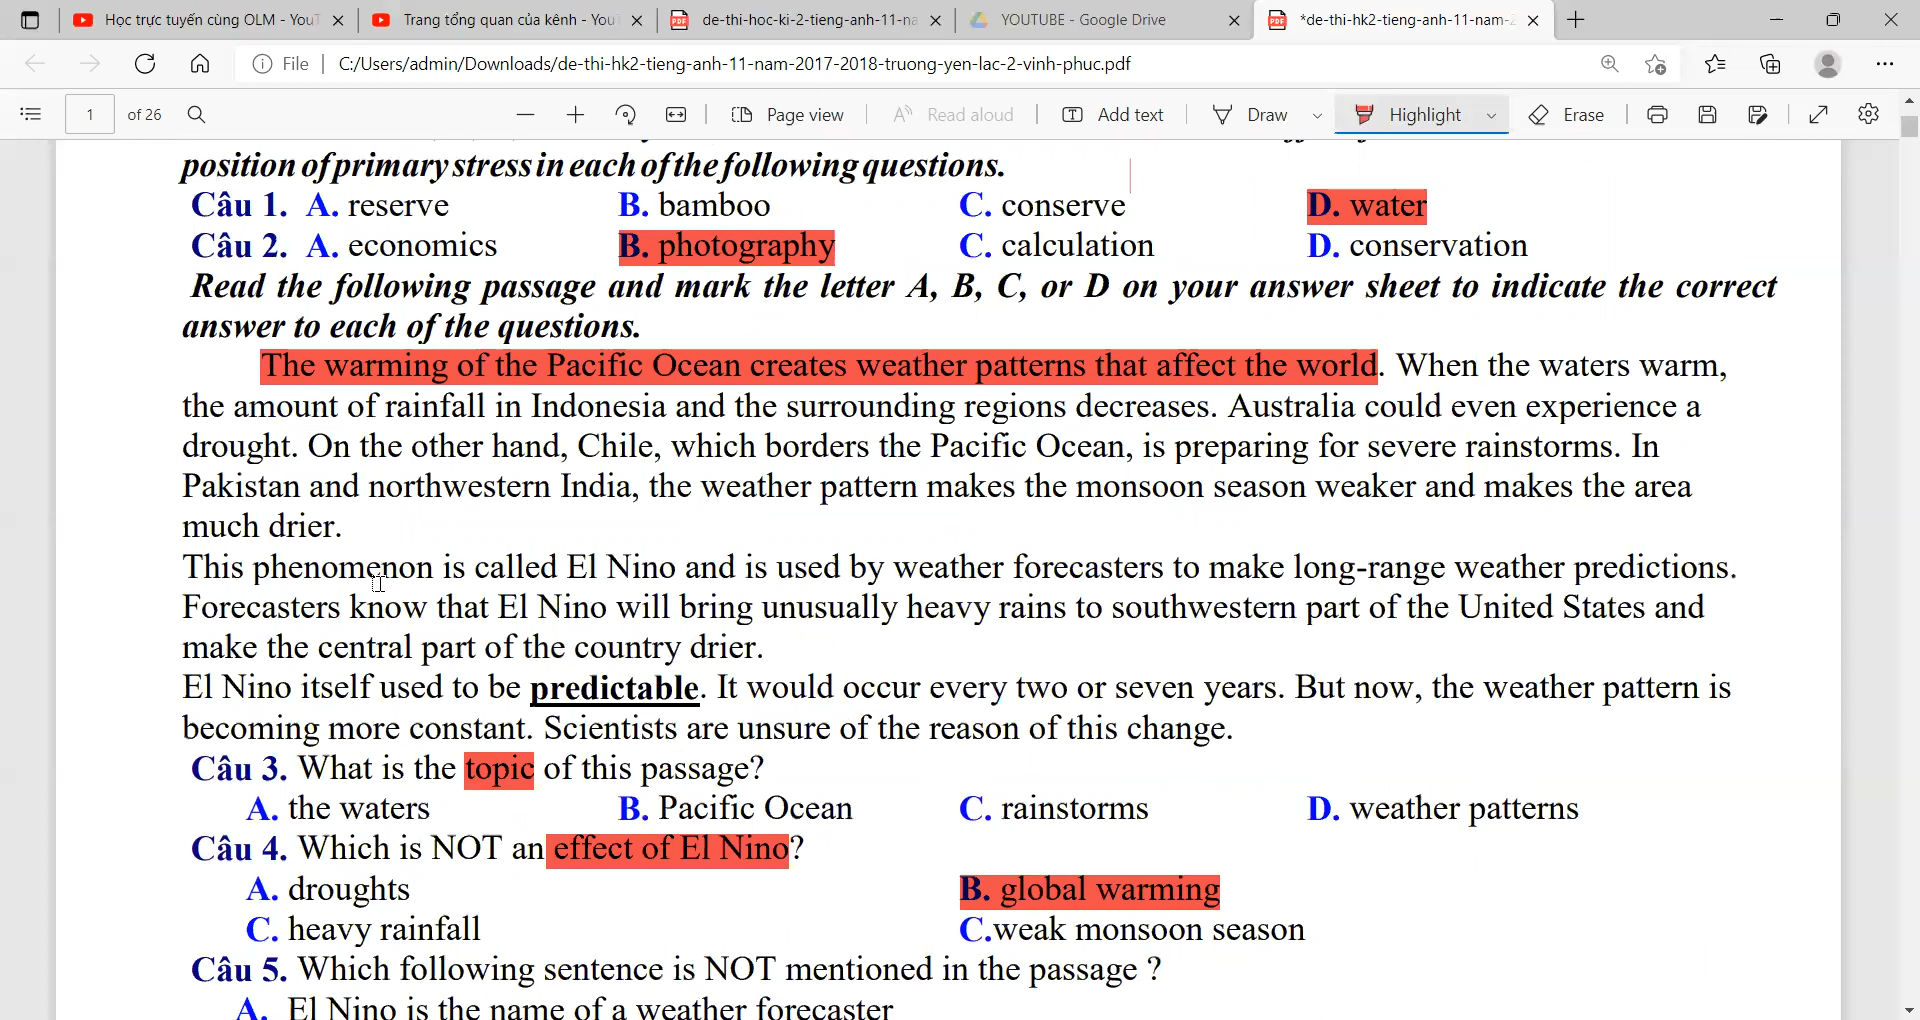 Học trực tuyến cùng OLM - YouT
Trang tổng quan của kênh - You
de-thi-hoc-ki-2-tieng-anh-11-na
YOUTUBE - Google Drive
*de-thi-hk2-tieng-anh-11-nam-2
File
C:/Users/admin/Downloads/de-thi-hk2-tieng-anh-11-nam-2017-2018-truong-yen-lac-2-vinh-phuc.pdf
1 of 26
Page view
Read aloud
Add text
Draw
Highlight
Erase
position of primary stress in each of the following questions.
Câu 1. A. reserve B. bamboo C. conserve D. water
Câu 2. A. economics B. photography C. calculation D. conservation
Read the following passage and mark the letter A, B, C, or D on your answer sheet to indicate the correct
answer to each of the questions.
The warming of the Pacific Ocean creates weather patterns that affect the world. When the waters warm,
the amount of rainfall in Indonesia and the surrounding regions decreases. Australia could even experience a
drought. On the other hand, Chile, which borders the Pacific Ocean, is preparing for severe rainstorms. In
Pakistan and northwestern India, the weather pattern makes the monsoon season weaker and makes the area
much drier.
This phenomenon is called El Nino and is used by weather forecasters to make long-range weather predictions.
Forecasters know that El Nino will bring unusually heavy rains to southwestern part of the United States and
make the central part of the country drier.
El Nino itself used to be predictable. It would occur every two or seven years. But now, the weather pattern is
becoming more constant. Scientists are unsure of the reason of this change.
Câu 3. What is the topic of this passage?
A. the waters B. Pacific Ocean C. rainstorms D. weather patterns
Câu 4. Which is NOT an effect of El Nino?
A. droughts B. global warming
C. heavy rainfall C.weak monsoon season
Câu 5. Which following sentence is NOT mentioned in the passage ?
A. El Nino is the name of a weather forecaster